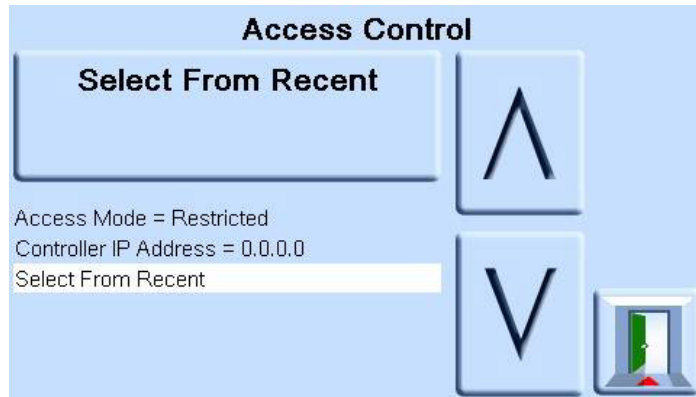 Access Control
Select From Recent
Access Mode = Restricted
Controller IP Address = 0.0.0.0
Select From Recent